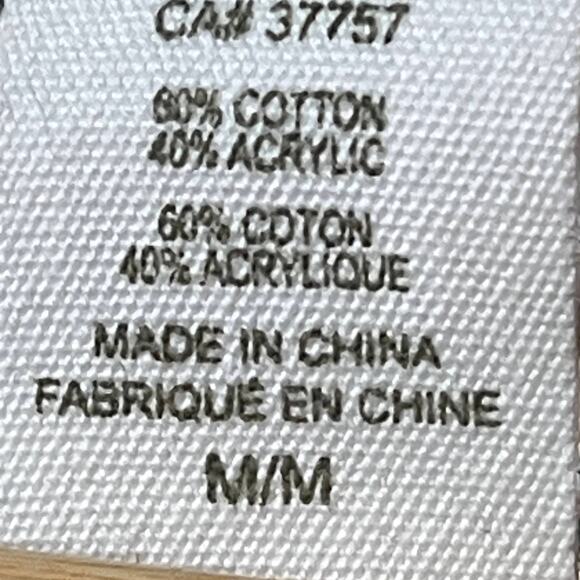 CA# 37757
60% COTTON
40% ACRYLIC
60% COTON
40% ACRYLIQUE
MADE IN CHINA
FABRIQUÉ EN CHINE
M/M